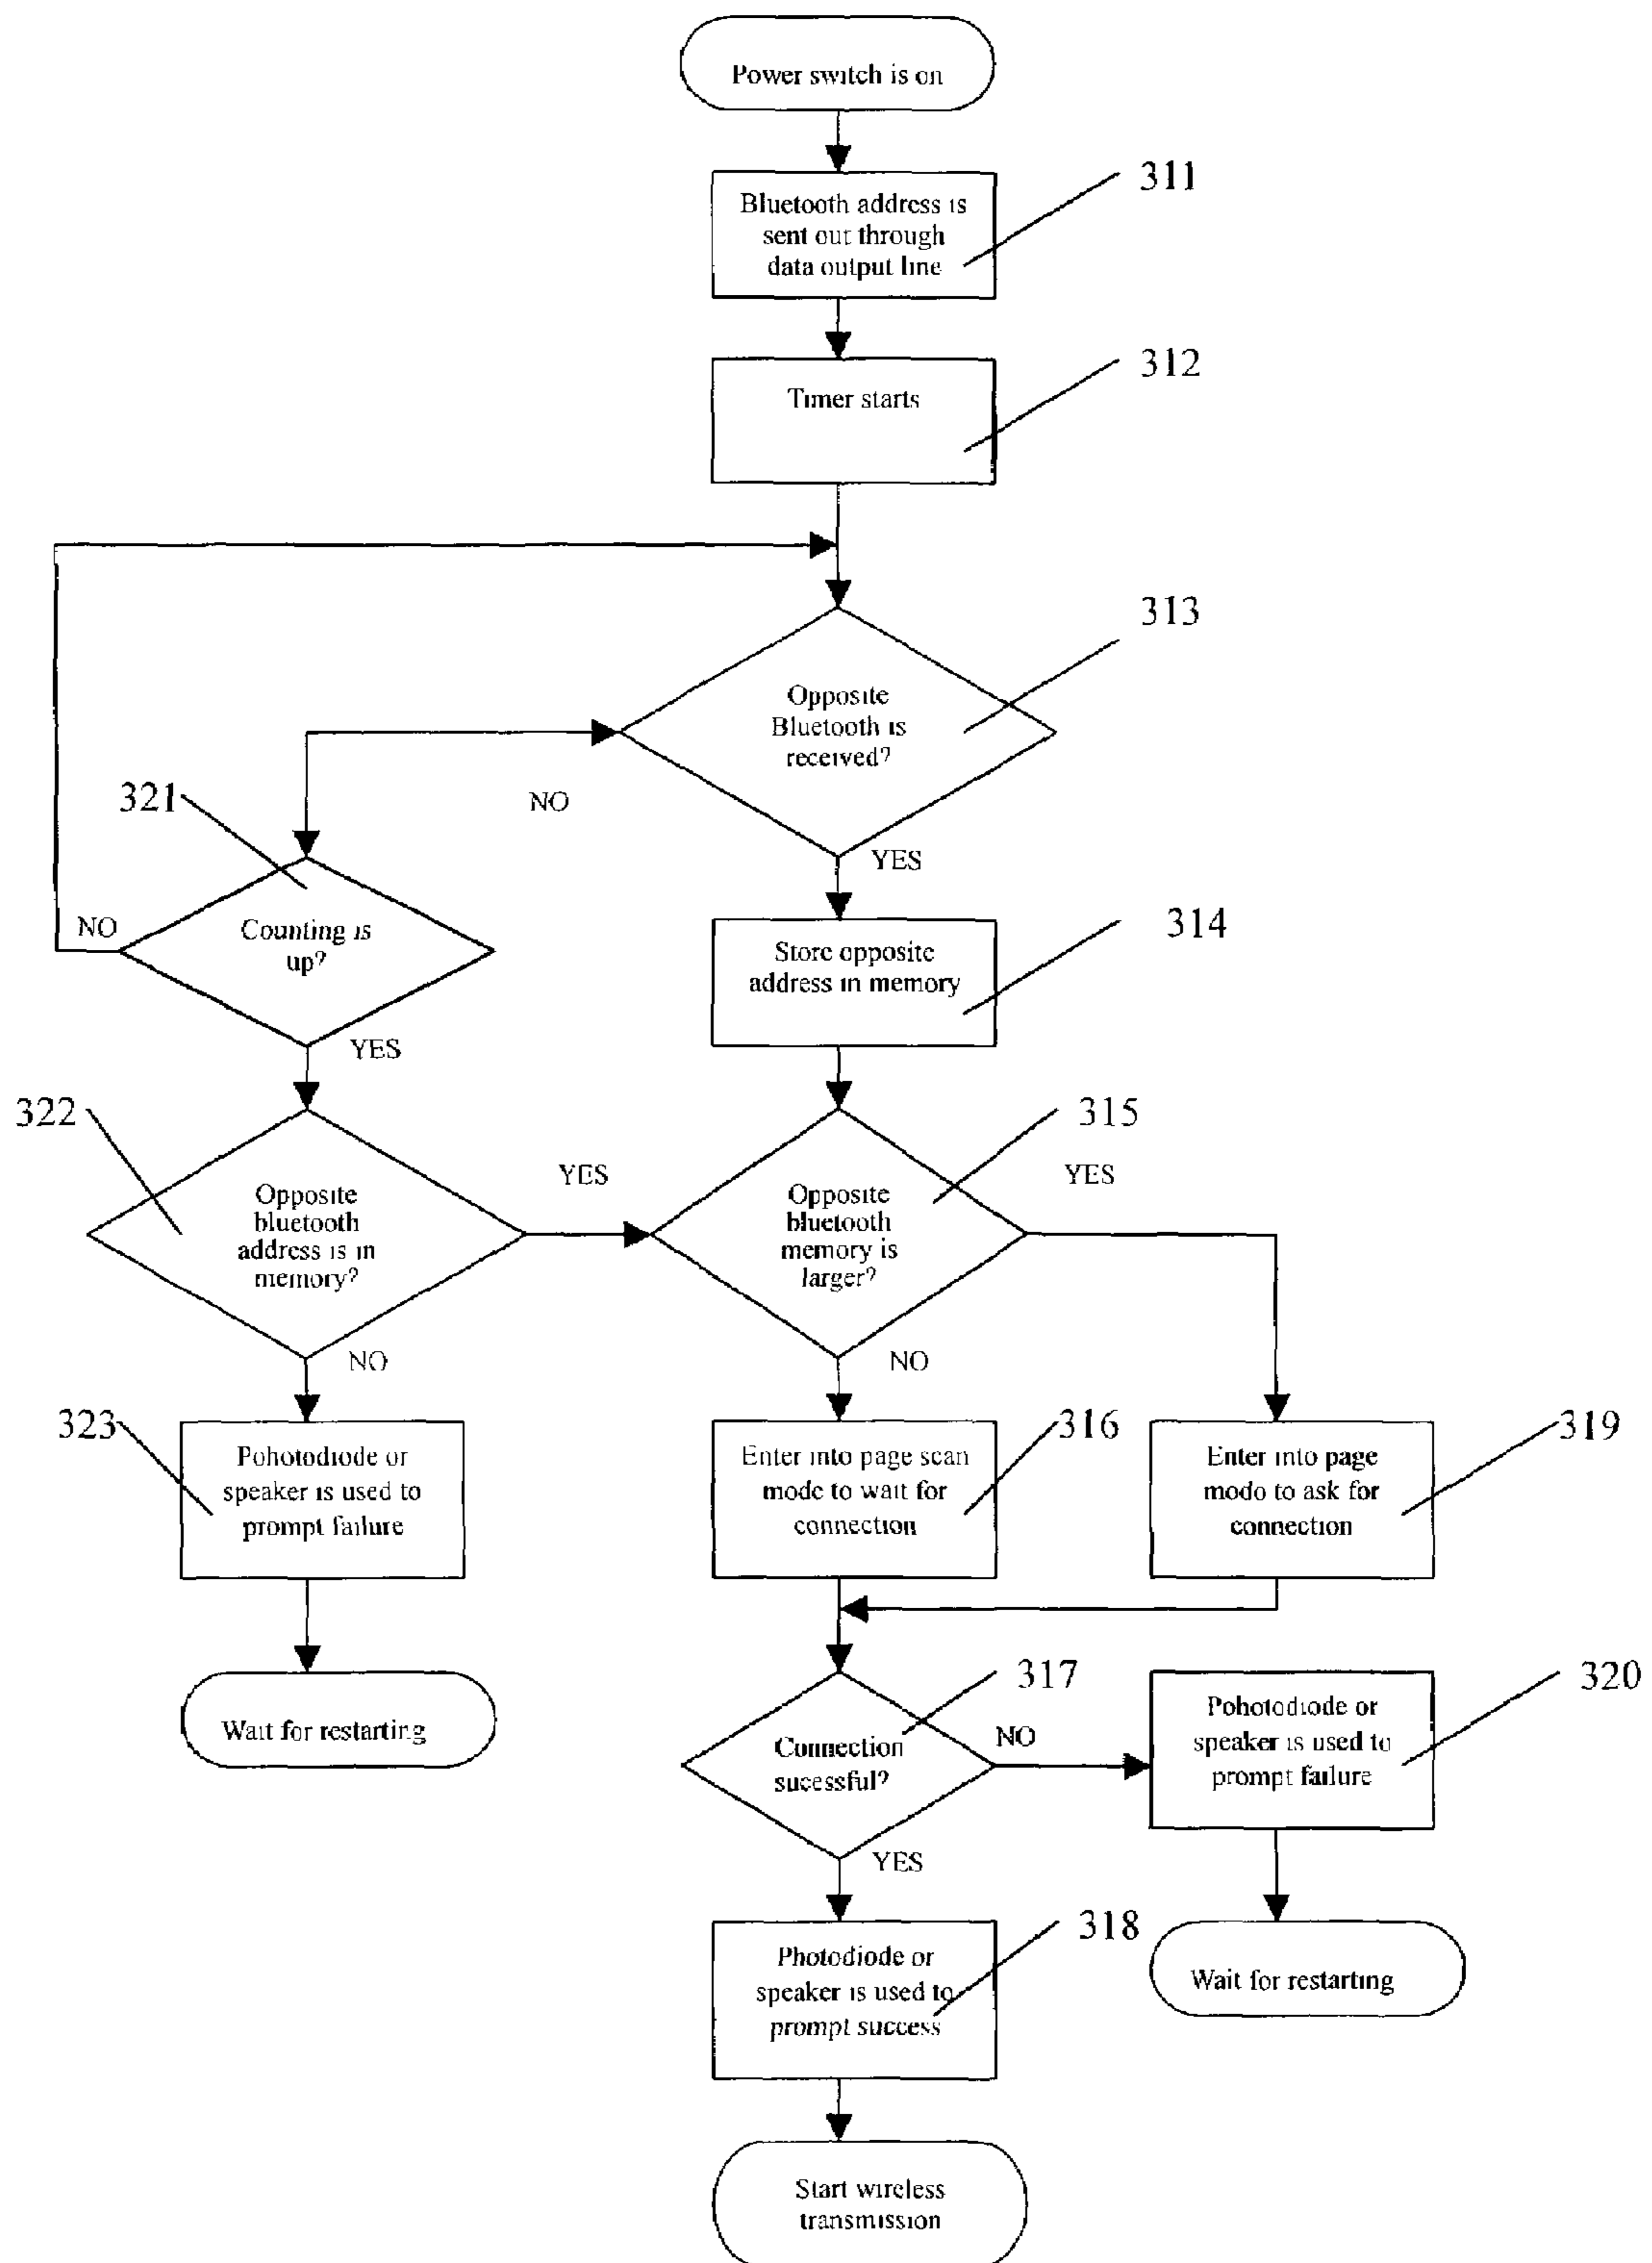 Power switch is on
311
Bluetooth address is
sent out through
data output line
312
Timer starts
313
Opposite
Bluetooth is
received?
321
NO
YES
Counting is
up?
NO
314
Store opposite
address in memory
YES
322
315
YES
YES
Opposite
bluetooth
address is in
memory?
Opposite
bluetooth
memory is
larger?
NO
NO
323
316
319
Pohotodiode or
speaker is used to
prompt failure
Enter into page scan
mode to wait for
connection
Enter into page
modo to ask for
connection
317
320
Wait for restarting
Connection
sucessful?
NO
Pohotodiode or
speaker is used to
prompt failure
YES
318
Photodiode or
speaker is used to
prompt success
Wait for restarting
Start wireless
transmission